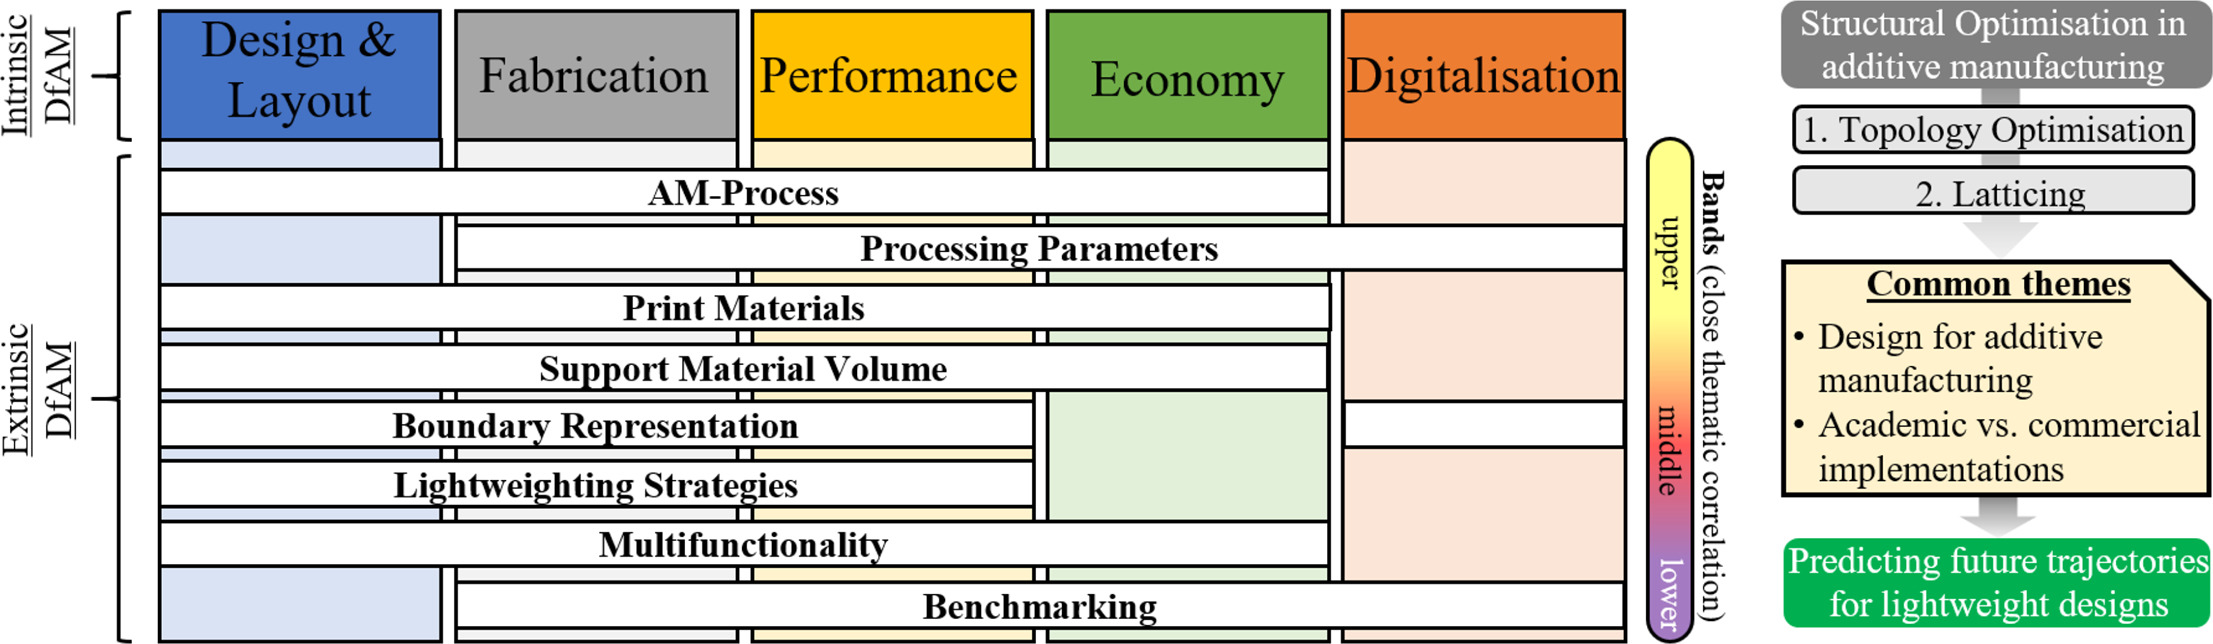 Intrinsic
DfAM
Design &
Layout
Fabrication
Performance
Economy
Digitalisation
Extrinsic
DfAM
AM-Process
Processing Parameters
Print Materials
Support Material Volume
Boundary Representation
Lightweighting Strategies
Multifunctionality
Benchmarking
upper
middle
lower
Bands (close thematic correlation)
Structural Optimisation in
additive manufacturing
1. Topology Optimisation
2. Latticing
Common themes
• Design for additive
manufacturing
• Academic vs. commercial
implementations
Predicting future trajectories
for lightweight designs